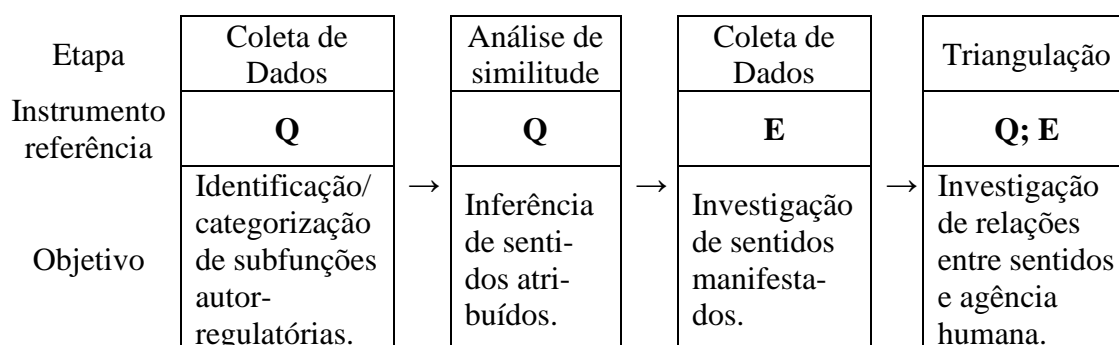 Etapa
Coleta de
Dados
Análise de
similitude
Coleta de
Dados
Triangulação
Instrumento
referência
Q
Q
E
Q; E
Objetivo
Identificação/
categorização
de subfunções
autor-
regulatórias.
→
Inferência
de senti-
dos atri-
buídos.
→
Investigação
de sentidos
manifesta-
dos.
→
Investigação
de relações
entre sentidos
e agência
humana.